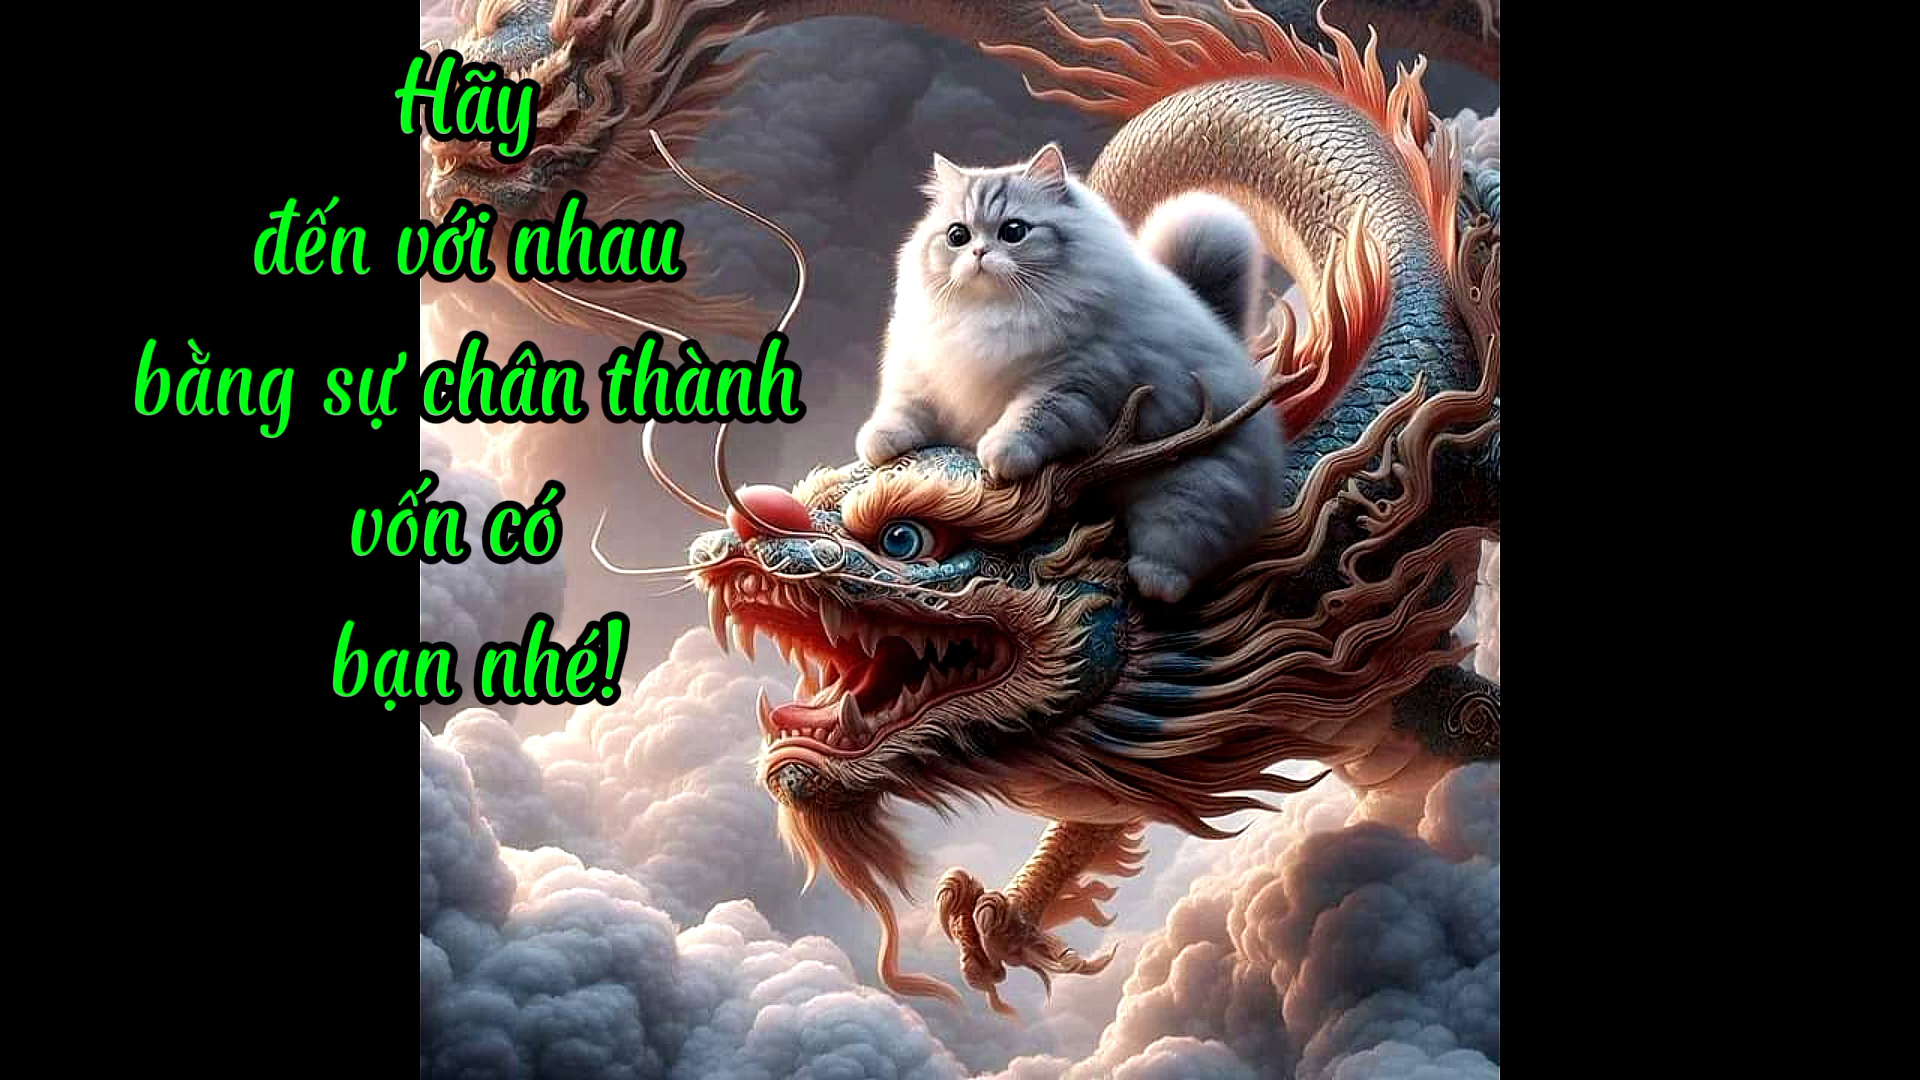 Hãy
đến với nhau
bằng sự chân thành
vốn có
bạn nhé!